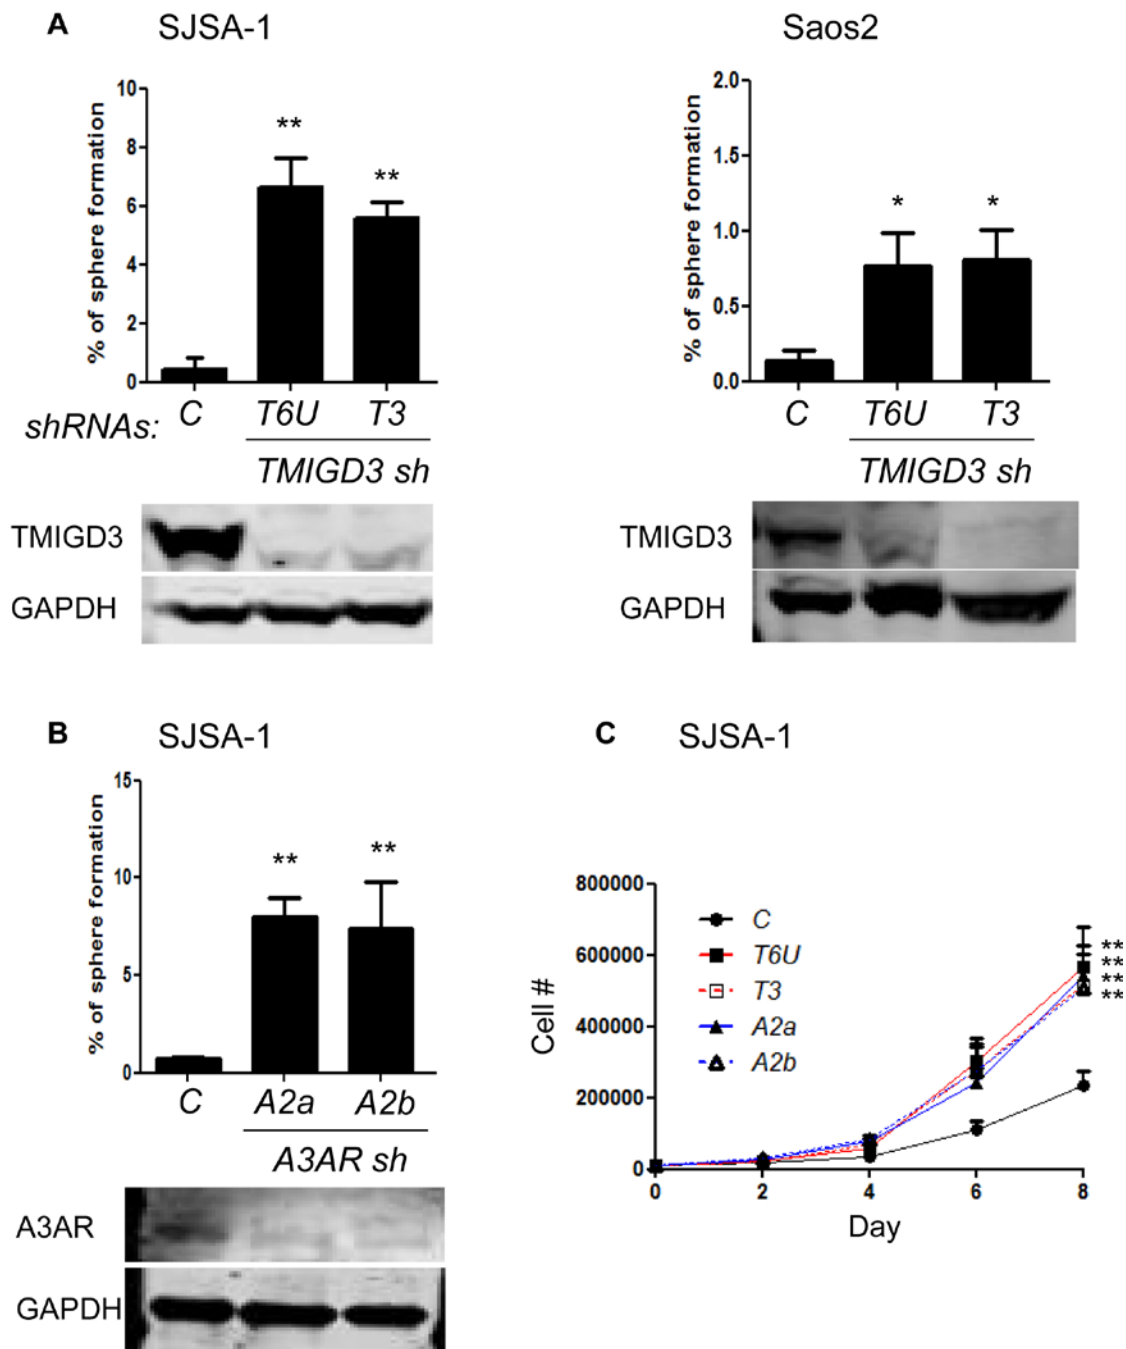 A SJSA-1
Saos2
% of sphere formation
10
8
6
4
2
0
**
**
C T6U T3
shRNAs:
TMIGD3 sh
TMIGD3
GAPDH
% of sphere formation
2.0
1.5
1.0
0.5
0.0
*
*
C T6U T3
TMIGD3 sh
TMIGD3
GAPDH
B SJSA-1
% of sphere formation
15
10
5
0
**
**
C A2a A2b
A3AR sh
A3AR
GAPDH
C SJSA-1
Cell #
800000
600000
400000
200000
0
C
T6U
T3
A2a
A2b
**
**
**
**
0 2 4 6 8
Day